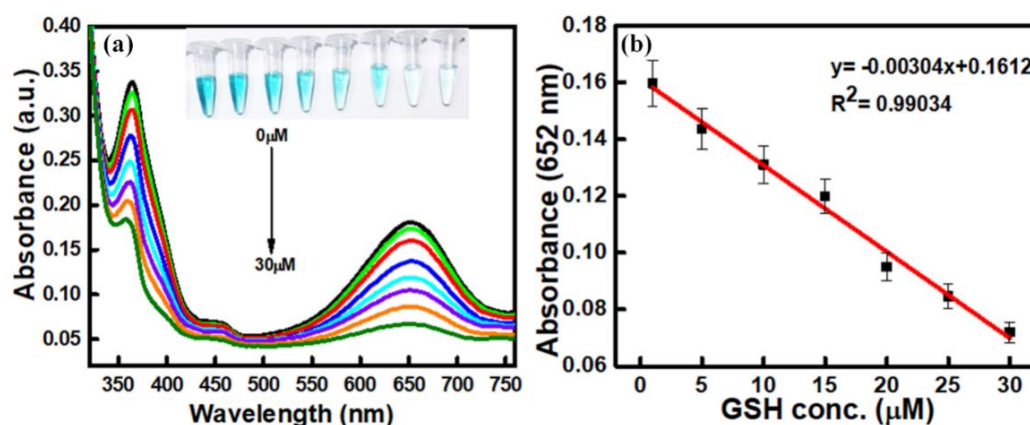 (a)
0μM
30μM
Absorbance (a.u.)
0.40
0.35
0.30
0.25
0.20
0.15
0.10
0.05
350 400 450 500 550 600 650 700 750
Wavelength (nm)
(b)
y= -0.00304x+0.1612
R²= 0.99034
Absorbance (652 nm)
0.18
0.16
0.14
0.12
0.10
0.08
0.06
0 5 10 15 20 25 30
GSH conc. (μM)